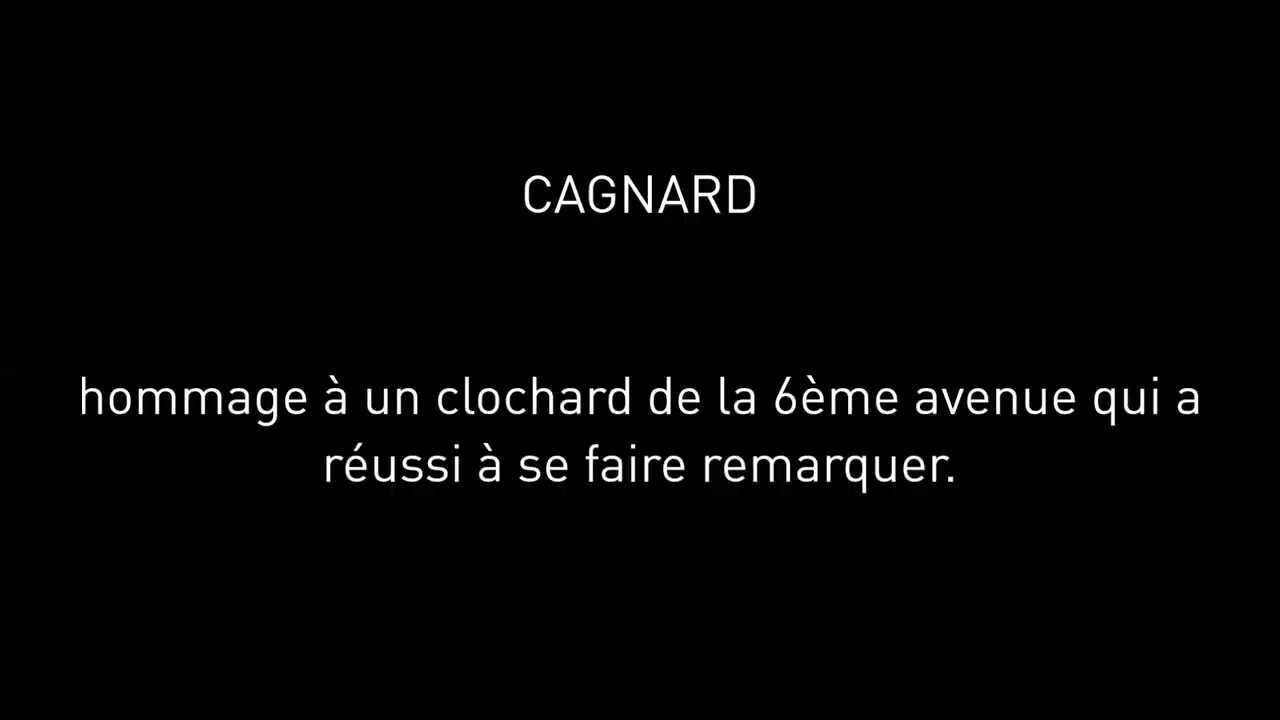 CAGNARD
hommage à un clochard de la 6ème avenue qui a
réussi à se faire remarquer.